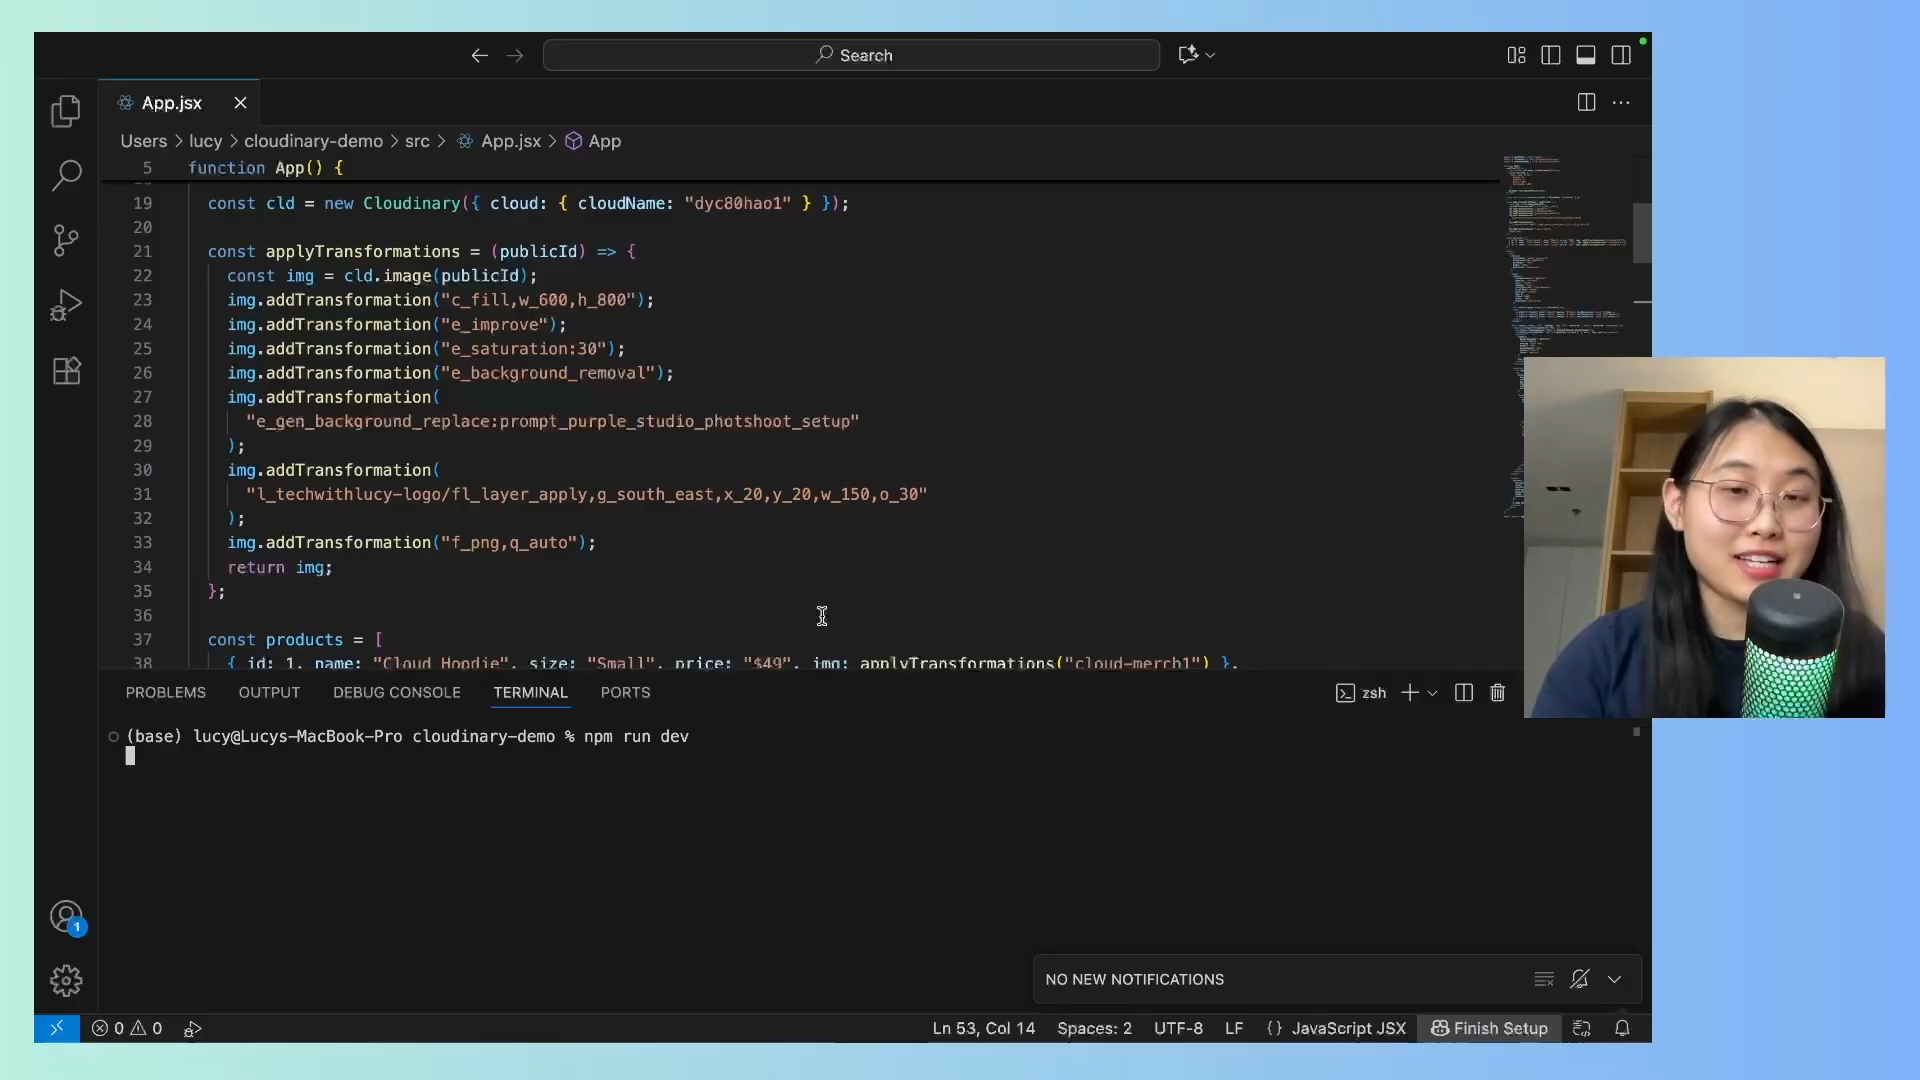 Search
App.jsx
Users > lucy > cloudinary-demo > src > App.jsx > App
5 function App() {
19 const cld = new Cloudinary({ cloud: { cloudName: "dyc80hao1" } });
20
21 const applyTransformations = (publicId) => {
22 const img = cld.image(publicId);
23 img.addTransformation("c_fill,w_600,h_800");
24 img.addTransformation("e_improve");
25 img.addTransformation("e_saturation:30");
26 img.addTransformation("e_background_removal");
27 img.addTransformation(
28 "e_gen_background_replace:prompt_purple_studio_photshoot_setup"
29 );
30 img.addTransformation(
31 "l_techwithlucy-logo/fl_layer_apply,g_south_east,x_20,y_20,w_150,o_30"
32 );
33 img.addTransformation("f_png,q_auto");
34 return img;
35 };
36
37 const products = [
38 { id: 1, name: "Cloud Hoodie", size: "Small", price: "$49", img: applyTransformations("cloud-merch1") },
PROBLEMS OUTPUT DEBUG CONSOLE TERMINAL PORTS zsh
(base) lucy@Lucys-MacBook-Pro cloudinary-demo % npm run dev
1
NO NEW NOTIFICATIONS
0 0 Ln 53, Col 14 Spaces: 2 UTF-8 LF {} JavaScript JSX Finish Setup